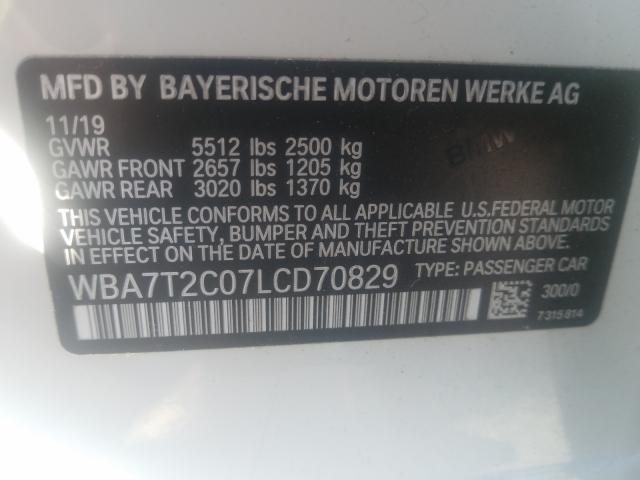 MFD BY BAYERISCHE MOTOREN WERKE AG
11/19
GVWR 5512 lbs 2500 kg
GAWR FRONT 2657 lbs 1205 kg
GAWR REAR 3020 lbs 1370 kg
BMW
THIS VEHICLE CONFORMS TO ALL APPLICABLE U.S.FEDERAL MOTOR
VEHICLE SAFETY, BUMPER AND THEFT PREVENTION STANDARDS
IN EFFECT ON THE DATE OF MANUFACTURE SHOWN ABOVE.
WBA7T2C07LCD70829 TYPE: PASSENGER CAR
300/0
7315814